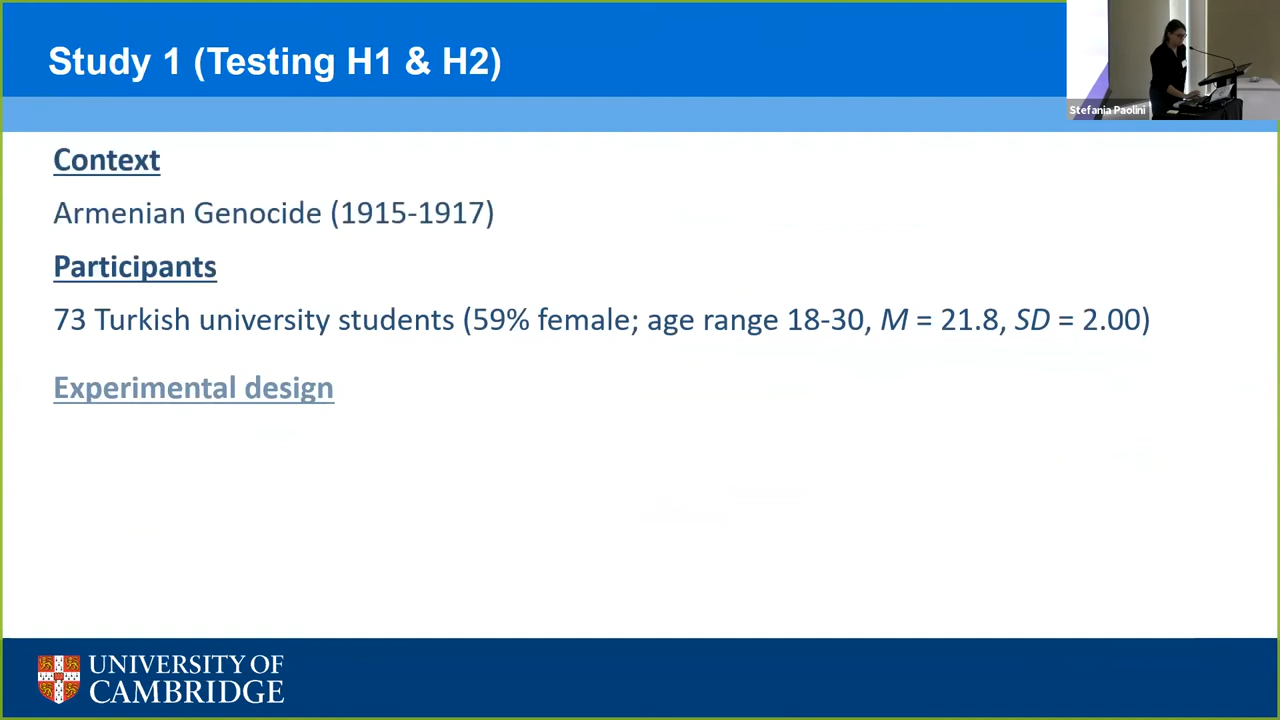 Study 1 (Testing H1 & H2)
Stefania Paolini
Context
Armenian Genocide (1915-1917)
Participants
73 Turkish university students (59% female; age range 18-30, M = 21.8, SD = 2.00)
Experimental design
UNIVERSITY OF
CAMBRIDGE